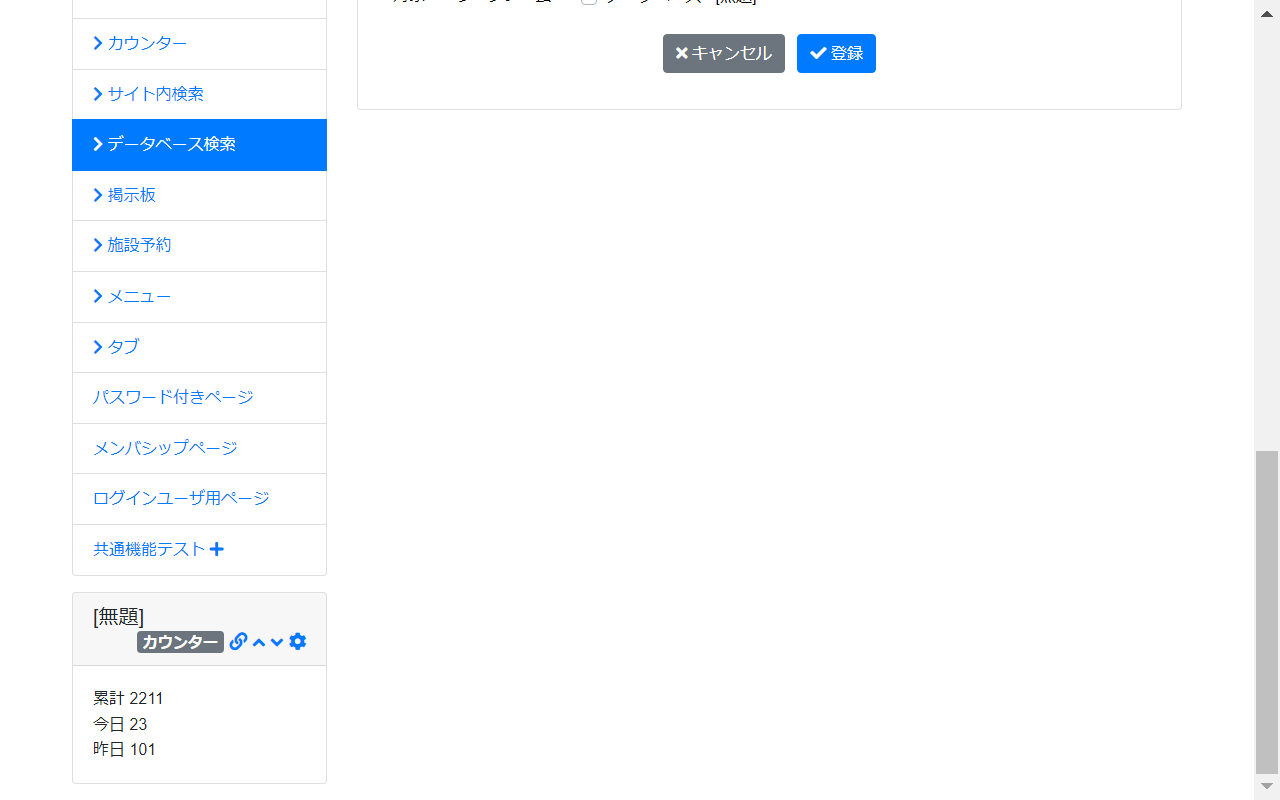 [無題]
キャンセル
登録
カウンター
サイト内検索
データベース検索
掲示板
施設予約
メニュー
タブ
パスワード付きページ
メンバシップページ
ログインユーザ用ページ
共通機能テスト
[無題]
カウンター
累計 2211
今日 23
昨日 101